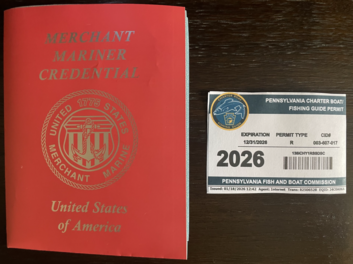 MERCHANT
MARINER
CREDENTIAL
UNITED STATES
MERCHANT MARINE
United States
of America
PENNSYLVANIA CHARTER BOAT/
FISHING GUIDE PERMIT
EXPIRATION PERMIT TYPE
12/31/2026 R
2026
PENNSYLVANIA FISH AND BOAT COMMISSION